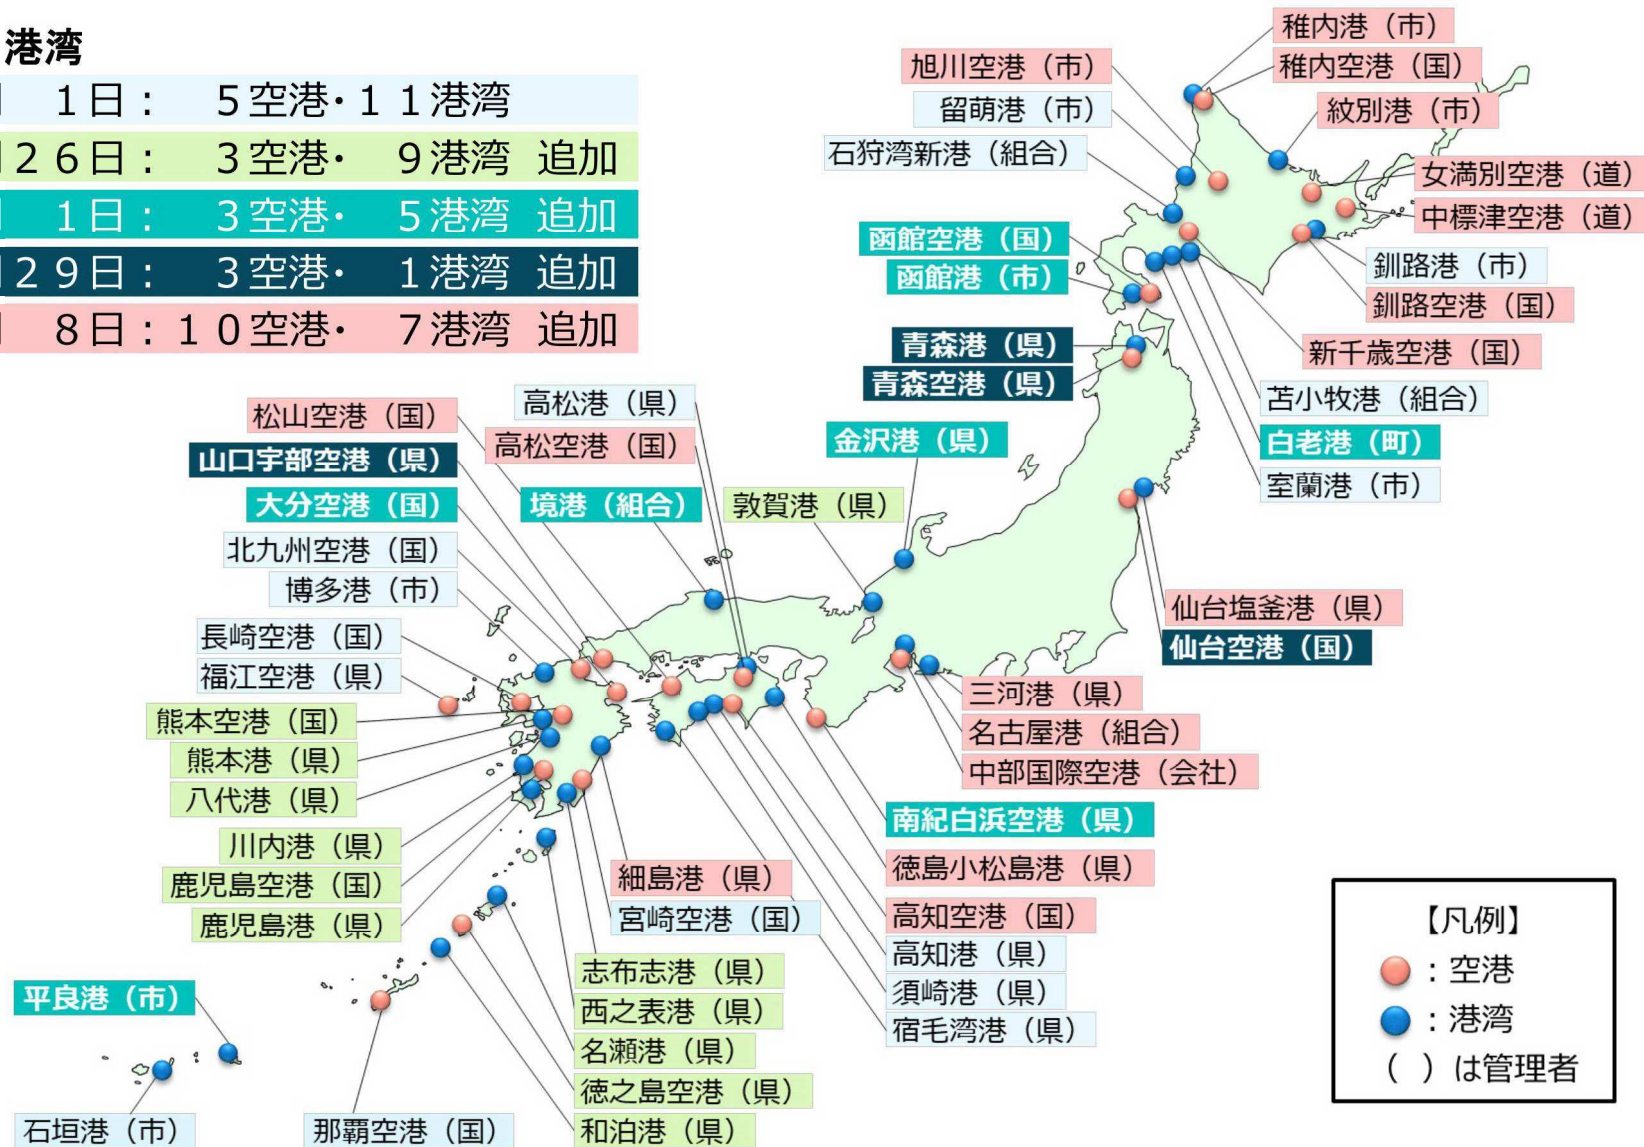 港湾
1日： 5空港・11港湾
26日： 3空港・ 9港湾 追加
1日： 3空港・ 5港湾 追加
29日： 3空港・ 1港湾 追加
8日：10空港・ 7港湾 追加
稚内港（市）
旭川空港（市）
稚内空港（国）
留萌港（市）
紋別港（市）
石狩湾新港（組合）
女満別空港（道）
中標津空港（道）
函館空港（国）
釧路港（市）
函館港（市）
釧路空港（国）
青森港（県）
新千歳空港（国）
青森空港（県）
苫小牧港（組合）
白老港（町）
室蘭港（市）
高松港（県）
松山空港（国）
高松空港（国）
金沢港（県）
山口宇部空港（県）
大分空港（国）
境港（組合）
敦賀港（県）
北九州空港（国）
博多港（市）
長崎空港（国）
福江空港（県）
仙台塩釜港（県）
仙台空港（国）
三河港（県）
名古屋港（組合）
中部国際空港（会社）
熊本空港（国）
熊本港（県）
八代港（県）
川内港（県）
鹿児島空港（国）
鹿児島港（県）
南紀白浜空港（県）
徳島小松島港（県）
高知空港（国）
高知港（県）
須崎港（県）
宿毛湾港（県）
細島港（県）
宮崎空港（国）
志布志港（県）
西之表港（県）
名瀬港（県）
徳之島空港（県）
和泊港（県）
平良港（市）
石垣港（市）
那覇空港（国）
【凡例】
：空港
：港湾
（ ）は管理者